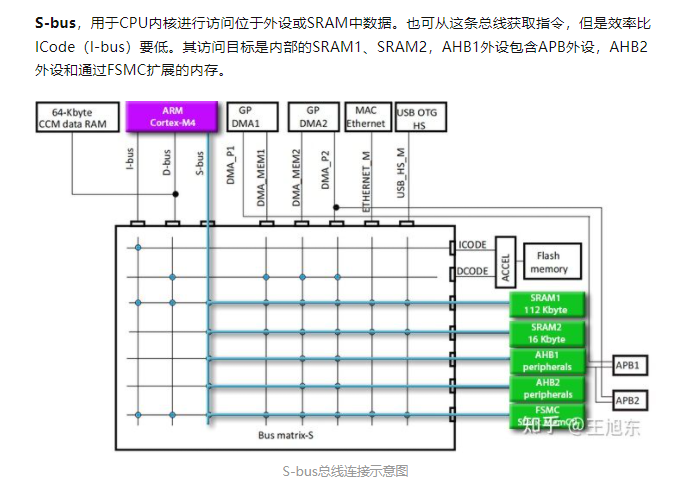 S-bus，用于CPU内核进行访问位于外设或SRAM中数据。也可从这条总线获取指令，但是效率比
ICode（I-bus）要低。其访问目标是内部的SRAM1、SRAM2，AHB1外设包含APB外设，AHB2
外设和通过FSMC扩展的内存。
64-Kbyte
CCM data RAM
ARM
Cortex-M4
GP
DMA1
GP
DMA2
MAC
Ethernet
USB OTG
HS
I-bus
D-bus
S-bus
DMA_P1
DMA_MEM1
DMA_MEM2
DMA_P2
ETHERNET_M
USB_HS_M
ICODE
DCODE
ACCEL
Flash
memory
SRAM1
112 Kbyte
SRAM2
16 Kbyte
AHB1
peripherals
AHB2
peripherals
FSMC
APB1
APB2
Bus matrix-S
知乎 @王旭东
S-bus总线连接示意图